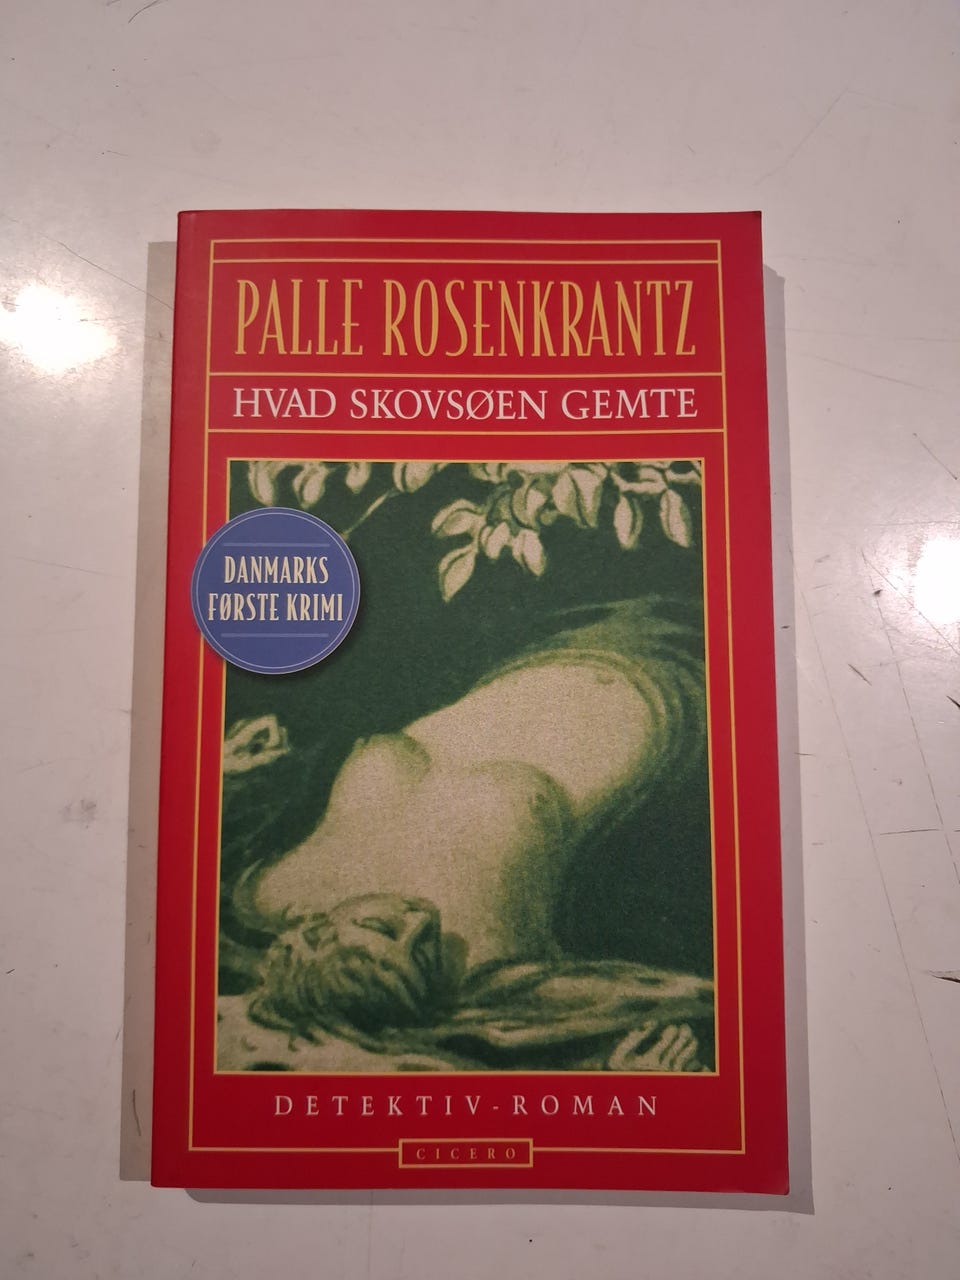 PALLE ROSENKRANTZ
HVAD SKOVSØEN GEMTE
DANMARKS
FØRSTE KRIMI
DETEKTIV-ROMAN
CICERO